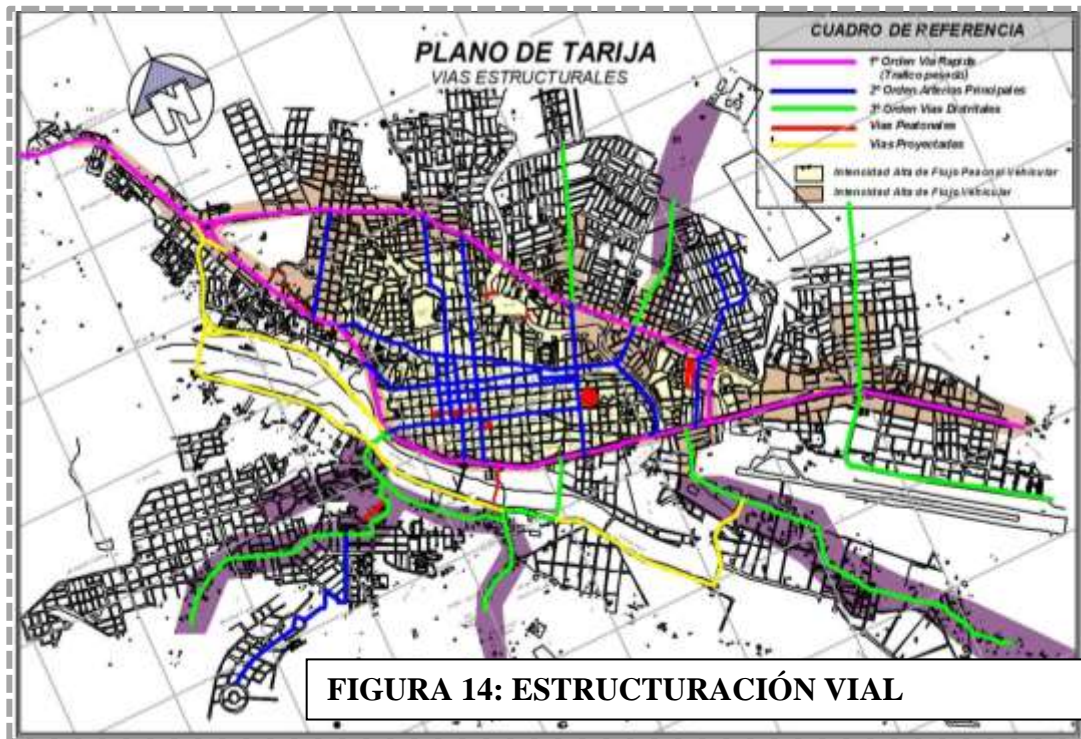 PLANO DE TARIJA
VIAS ESTRUCTURALES
N
CUADRO DE REFERENCIA
1º Orden Via Rapida
(Trafico pesado)
2º Orden Arterias Principales
3º Orden Vias Distritales
Vias Peatonales
Vias Proyectadas
Intensidad Alta de Flujo Peaonal Vehicular
Intensidad Alta de Flujo Vehicular
FIGURA 14: ESTRUCTURACIÓN VIAL